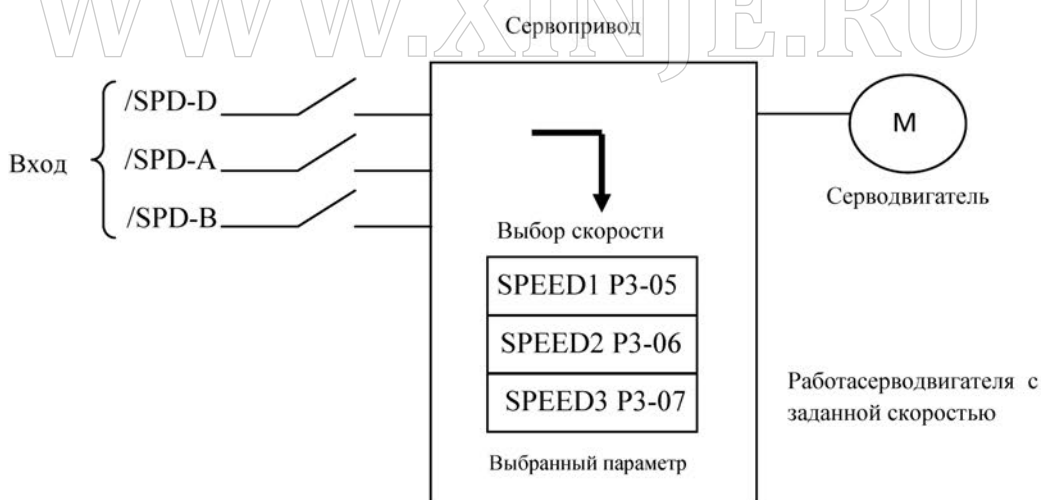 WWW.XINJE.RU
Сервопривод
/SPD-D
/SPD-A
/SPD-B
Вход
М
Серводвигатель
Выбор скорости
SPEED1 P3-05
SPEED2 P3-06
SPEED3 P3-07
Выбранный параметр
Работасерводвигателя с
заданной скоростью